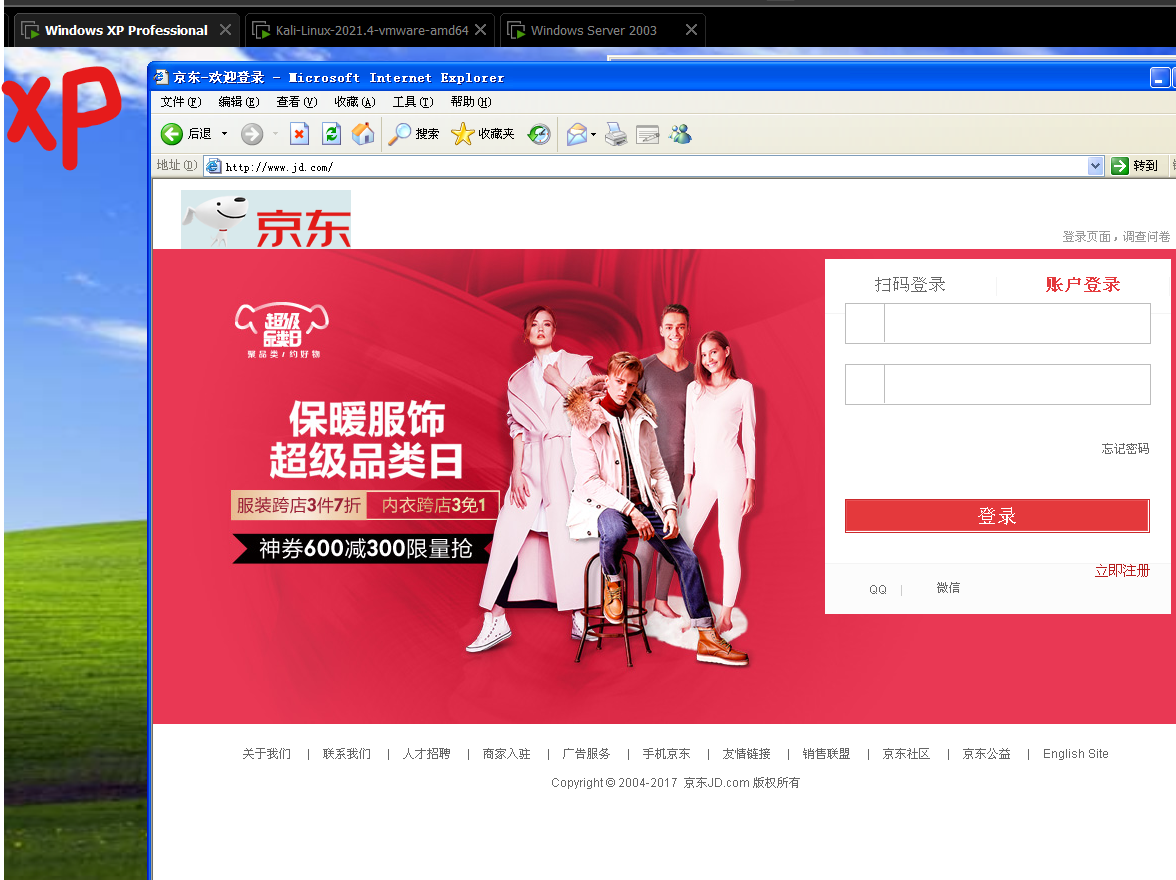 Windows XP Professional
Kali-Linux-2021.4-vmware-amd64
Windows Server 2003
XP
京东-欢迎登录 - Microsoft Internet Explorer
文件(F) 编辑(E) 查看(V) 收藏(A) 工具(T) 帮助(H)
后退 搜索 收藏夹
地址(D) http://www.jd.com/ 转到
京东
登录页面，调查问卷
扫码登录 账户登录
超级品类日
聚品类/约好物
保暖服饰
超级品类日
忘记密码
服装跨店3件7折 内衣跨店3免1
登录
神券600减300限量抢
立即注册
QQ | 微信
关于我们 | 联系我们 | 人才招聘 | 商家入驻 | 广告服务 | 手机京东 | 友情链接 | 销售联盟 | 京东社区 | 京东公益 | English Site
Copyright © 2004-2017 京东JD.com 版权所有